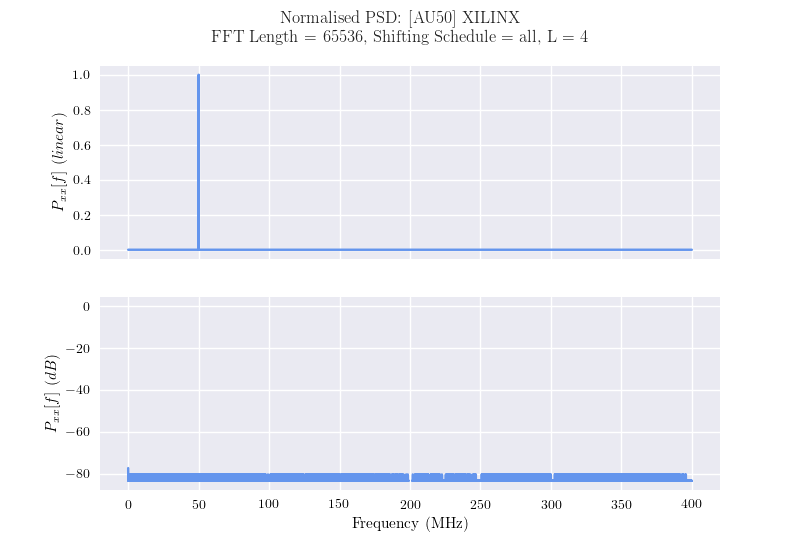 Normalised PSD: [AU50] XILINX
FFT Length = 65536, Shifting Schedule = all, L = 4
1.0
0.8
0.6
0.4
0.2
0.0
P_xx[f] (linear)
0
−20
−40
−60
−80
P_xx[f] (dB)
0 50 100 150 200 250 300 350 400
Frequency (MHz)